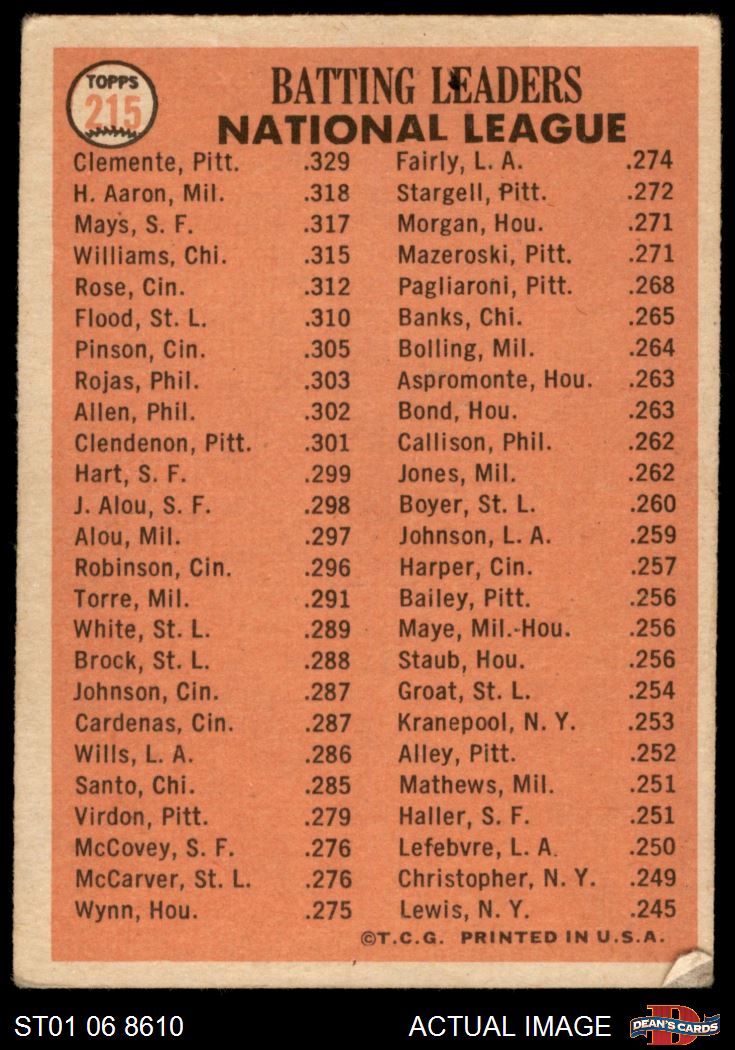 TOPPS
215
BATTING LEADERS
NATIONAL LEAGUE
Clemente, Pitt. .329
H. Aaron, Mil. .318
Mays, S. F. .317
Williams, Chi. .315
Rose, Cin. .312
Flood, St. L. .310
Pinson, Cin. .305
Rojas, Phil. .303
Allen, Phil. .302
Clendenon, Pitt. .301
Hart, S. F. .299
J. Alou, S. F. .298
Alou, Mil. .297
Robinson, Cin. .296
Torre, Mil. .291
White, St. L. .289
Brock, St. L. .288
Johnson, Cin. .287
Cardenas, Cin. .287
Wills, L. A. .286
Santo, Chi. .285
Virdon, Pitt. .279
McCovey, S. F. .276
McCarver, St. L. .276
Wynn, Hou. .275
Fairly, L. A. .274
Stargell, Pitt. .272
Morgan, Hou. .271
Mazeroski, Pitt. .271
Pagliaroni, Pitt. .268
Banks, Chi. .265
Bolling, Mil. .264
Aspromonte, Hou. .263
Bond, Hou. .263
Callison, Phil. .262
Jones, Mil. .262
Boyer, St. L. .260
Johnson, L. A. .259
Harper, Cin. .257
Bailey, Pitt. .256
Maye, Mil.-Hou. .256
Staub, Hou. .256
Groat, St. L. .254
Kranepool, N. Y. .253
Alley, Pitt. .252
Mathews, Mil. .251
Haller, S. F. .251
Lefebvre, L. A. .250
Christopher, N. Y. .249
Lewis, N. Y. .245
©T.C.G. PRINTED IN U.S.A.
ST01 06 8610
ACTUAL IMAGE
D
DEAN'S CARDS